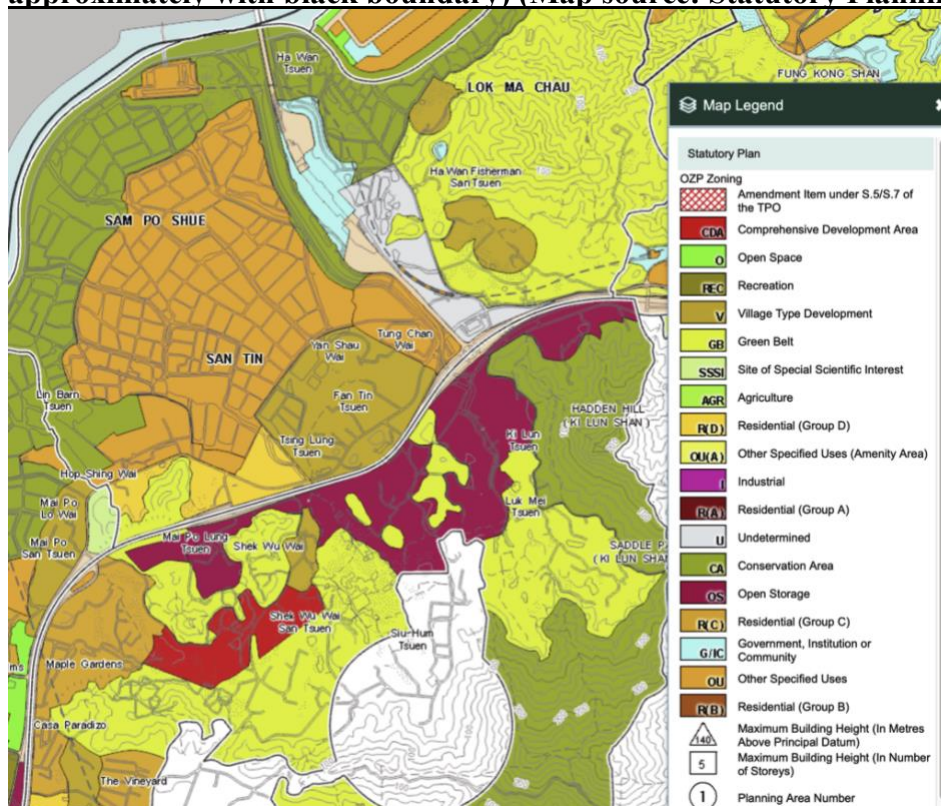 approximately with black boundary) (Map source: Statutory Plannin
Ha Wan
Tsuen
LOK MA CHAU
FUNG KONG SHAN
Ha Wan Fisherman
San Tsuen
SAM PO SHUE
Yan Shau
Wai
Tung Chan
Wai
SAN TIN
Fan Tin
Tsuen
Lin Barn
Tsuen
Tsing Lung
Tsuen
Ki Lun
Tsuen
HADDEN HILL
( KI LUN SHAN )
Hop Shing Wai
Mai Po
Lo Wai
Mai Po
San Tsuen
Mai Po Lung
Tsuen
Shek Wu Wai
Luk Mei
Tsuen
SADDLE P
( KI LUN SHAN
Shek Wu Wai
San Tsuen
Siu Hum
Tsuen
Maple Gardens
ms
Casa Paradizo
The Vineyard
Map Legend
Statutory Plan
OZP Zoning
Amendment Item under S.5/S.7 of
the TPO
CDA Comprehensive Development Area
O Open Space
REC Recreation
V Village Type Development
GB Green Belt
SSSI Site of Special Scientific Interest
AGR Agriculture
R(D) Residential (Group D)
OU(A) Other Specified Uses (Amenity Area)
I Industrial
R(A) Residential (Group A)
U Undetermined
CA Conservation Area
OS Open Storage
R(C) Residential (Group C)
G/IC Government, Institution or
Community
OU Other Specified Uses
R(B) Residential (Group B)
140 Maximum Building Height (In Metres
Above Principal Datum)
5 Maximum Building Height (In Number
of Storeys)
1 Planning Area Number